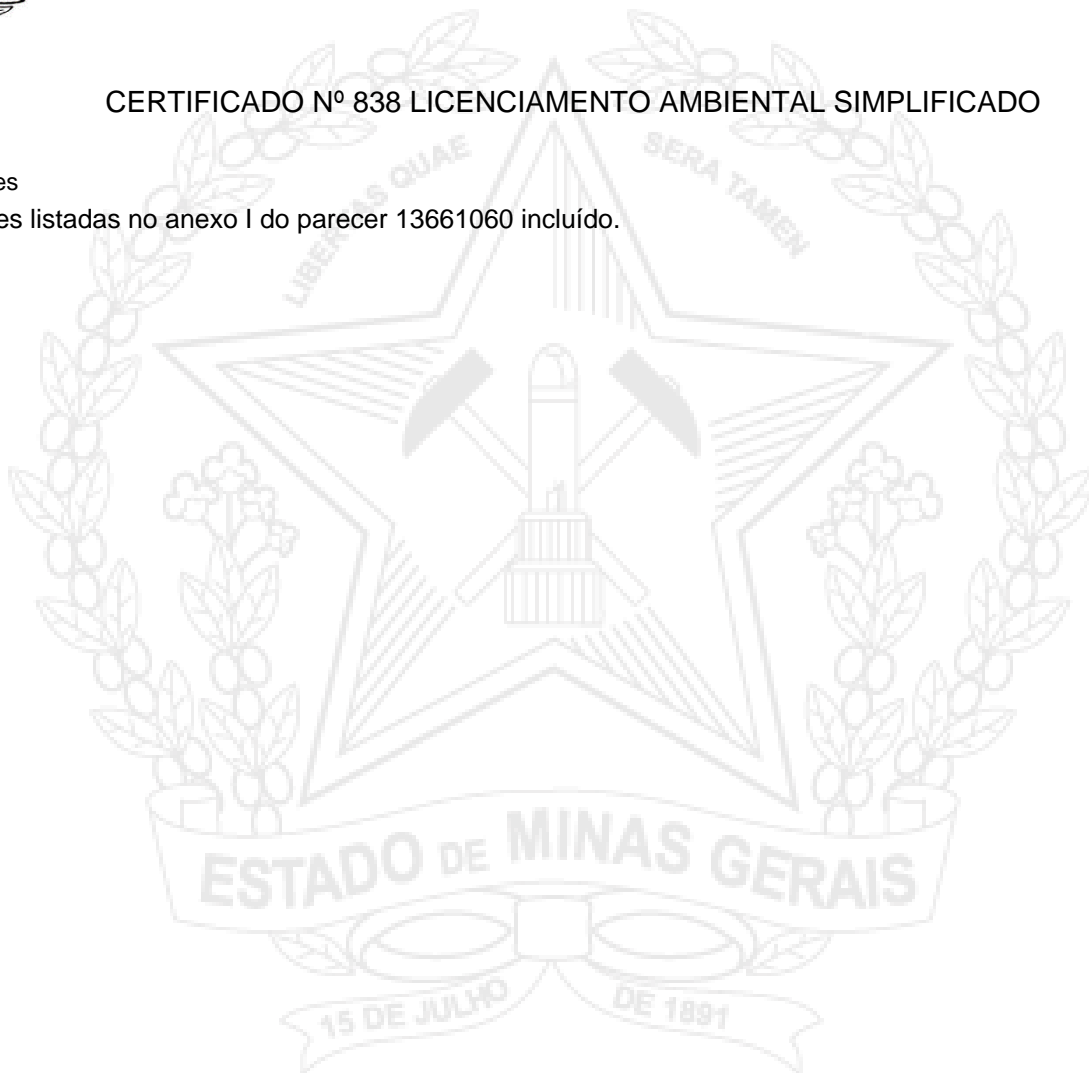 CERTIFICADO Nº 838 LICENCIAMENTO AMBIENTAL SIMPLIFICADO
es
es listadas no anexo I do parecer 13661060 incluído.
LIBERTAS QUAE SERA TAMEN
ESTADO DE MINAS GERAIS
15 DE JULHO DE 1891